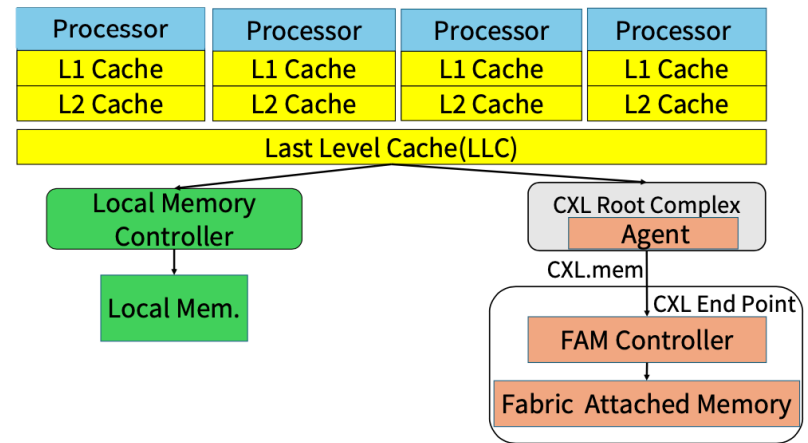 Processor Processor Processor Processor
L1 Cache L1 Cache L1 Cache L1 Cache
L2 Cache L2 Cache L2 Cache L2 Cache
Last Level Cache(LLC)
Local Memory
Controller
Local Mem.
CXL Root Complex
Agent
CXL.mem
CXL End Point
FAM Controller
Fabric Attached Memory